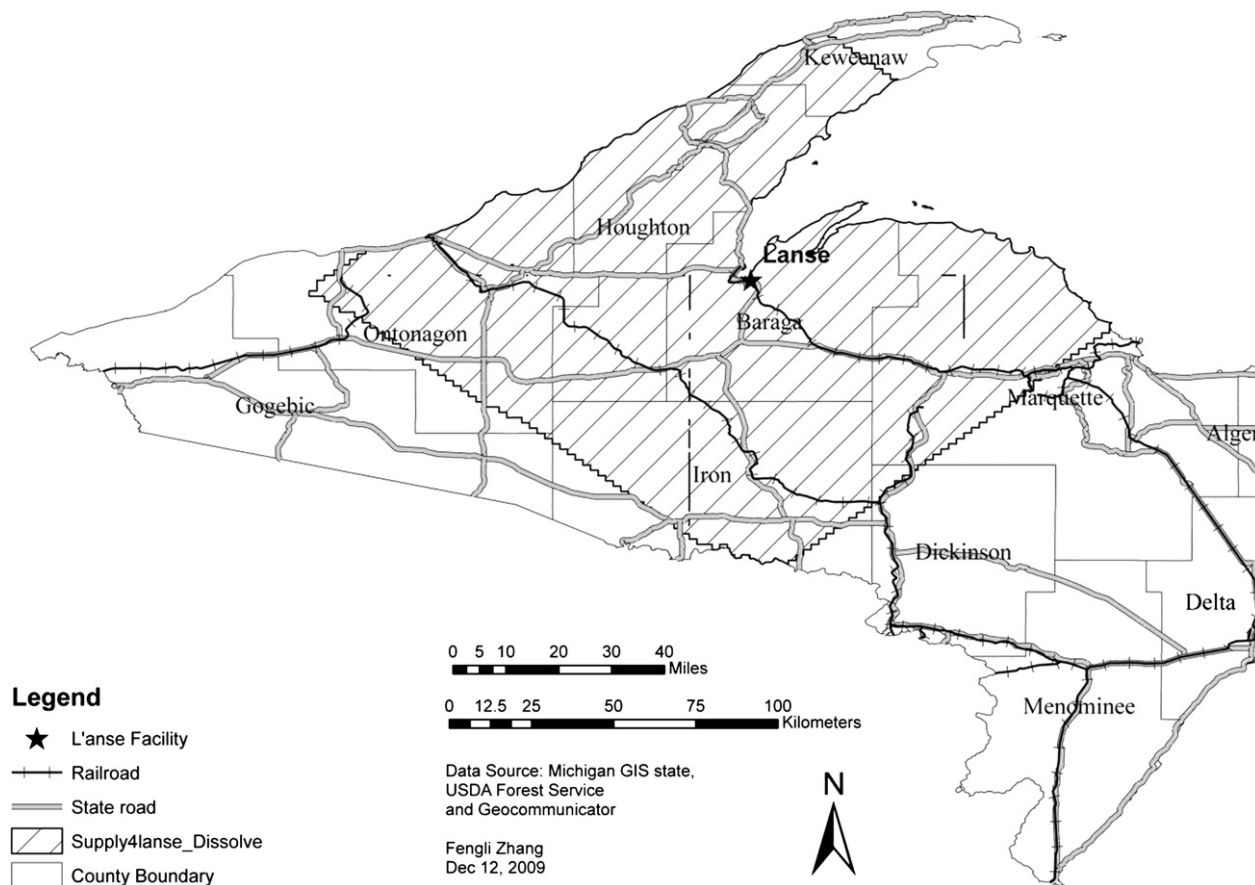 Keweenaw
Houghton
Lanse
Baraga
Ontonagon
Gogebic
Marquette
Iron
Dickinson
Delta
Menominee
0 5 10 20 30 40
Miles
0 12.5 25 50 75 100
Kilometers
Legend
L'anse Facility
Railroad
State road
Supply4lanse_Dissolve
County Boundary
Data Source: Michigan GIS state,
USDA Forest Service
and Geocommunicator
Fengli Zhang
Dec 12, 2009
N